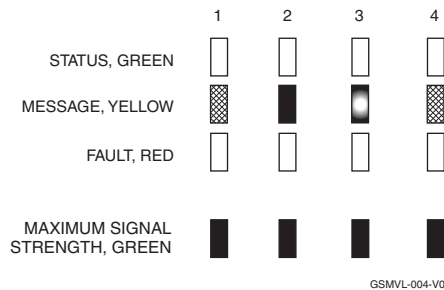 1 2 3 4
STATUS, GREEN
MESSAGE, YELLOW
FAULT, RED
MAXIMUM SIGNAL
STRENGTH, GREEN
GSMVL-004-V0